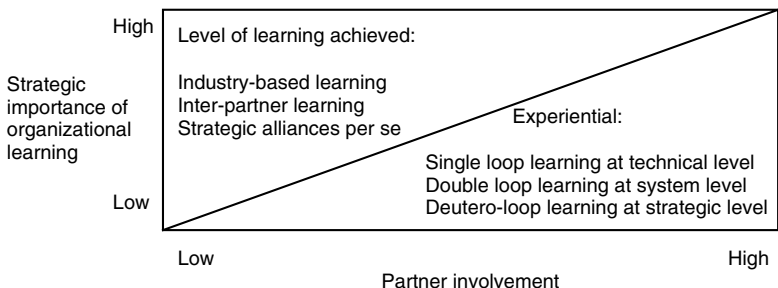 High
Strategic
importance of
organizational
learning
Low
Level of learning achieved:
Industry-based learning
Inter-partner learning
Strategic alliances per se
Experiential:
Single loop learning at technical level
Double loop learning at system level
Deutero-loop learning at strategic level
Low
High
Partner involvement